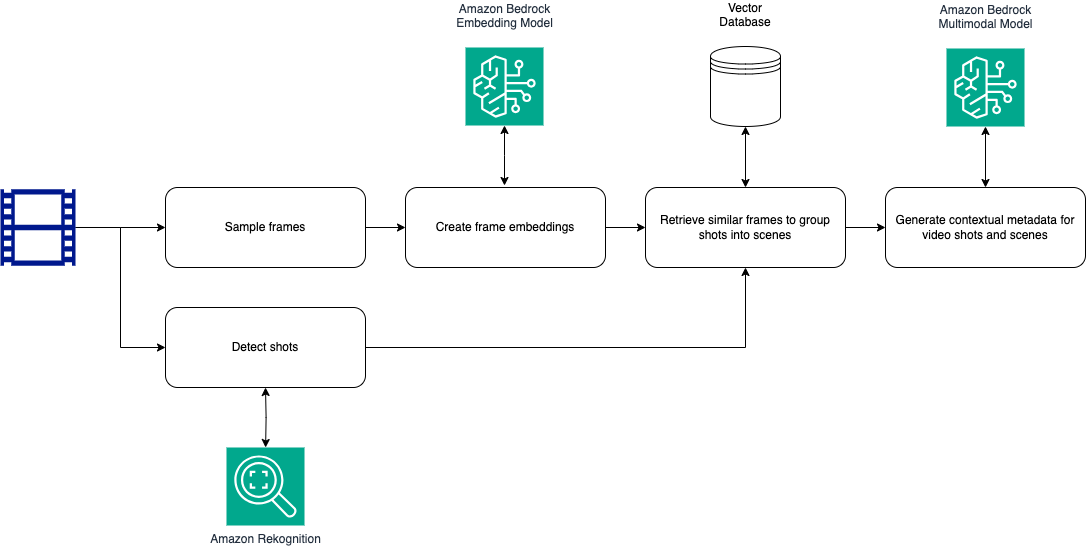 Amazon Bedrock
Embedding Model
Vector
Database
Amazon Bedrock
Multimodal Model
Sample frames
Create frame embeddings
Retrieve similar frames to group
shots into scenes
Generate contextual metadata for
video shots and scenes
Detect shots
Amazon Rekognition